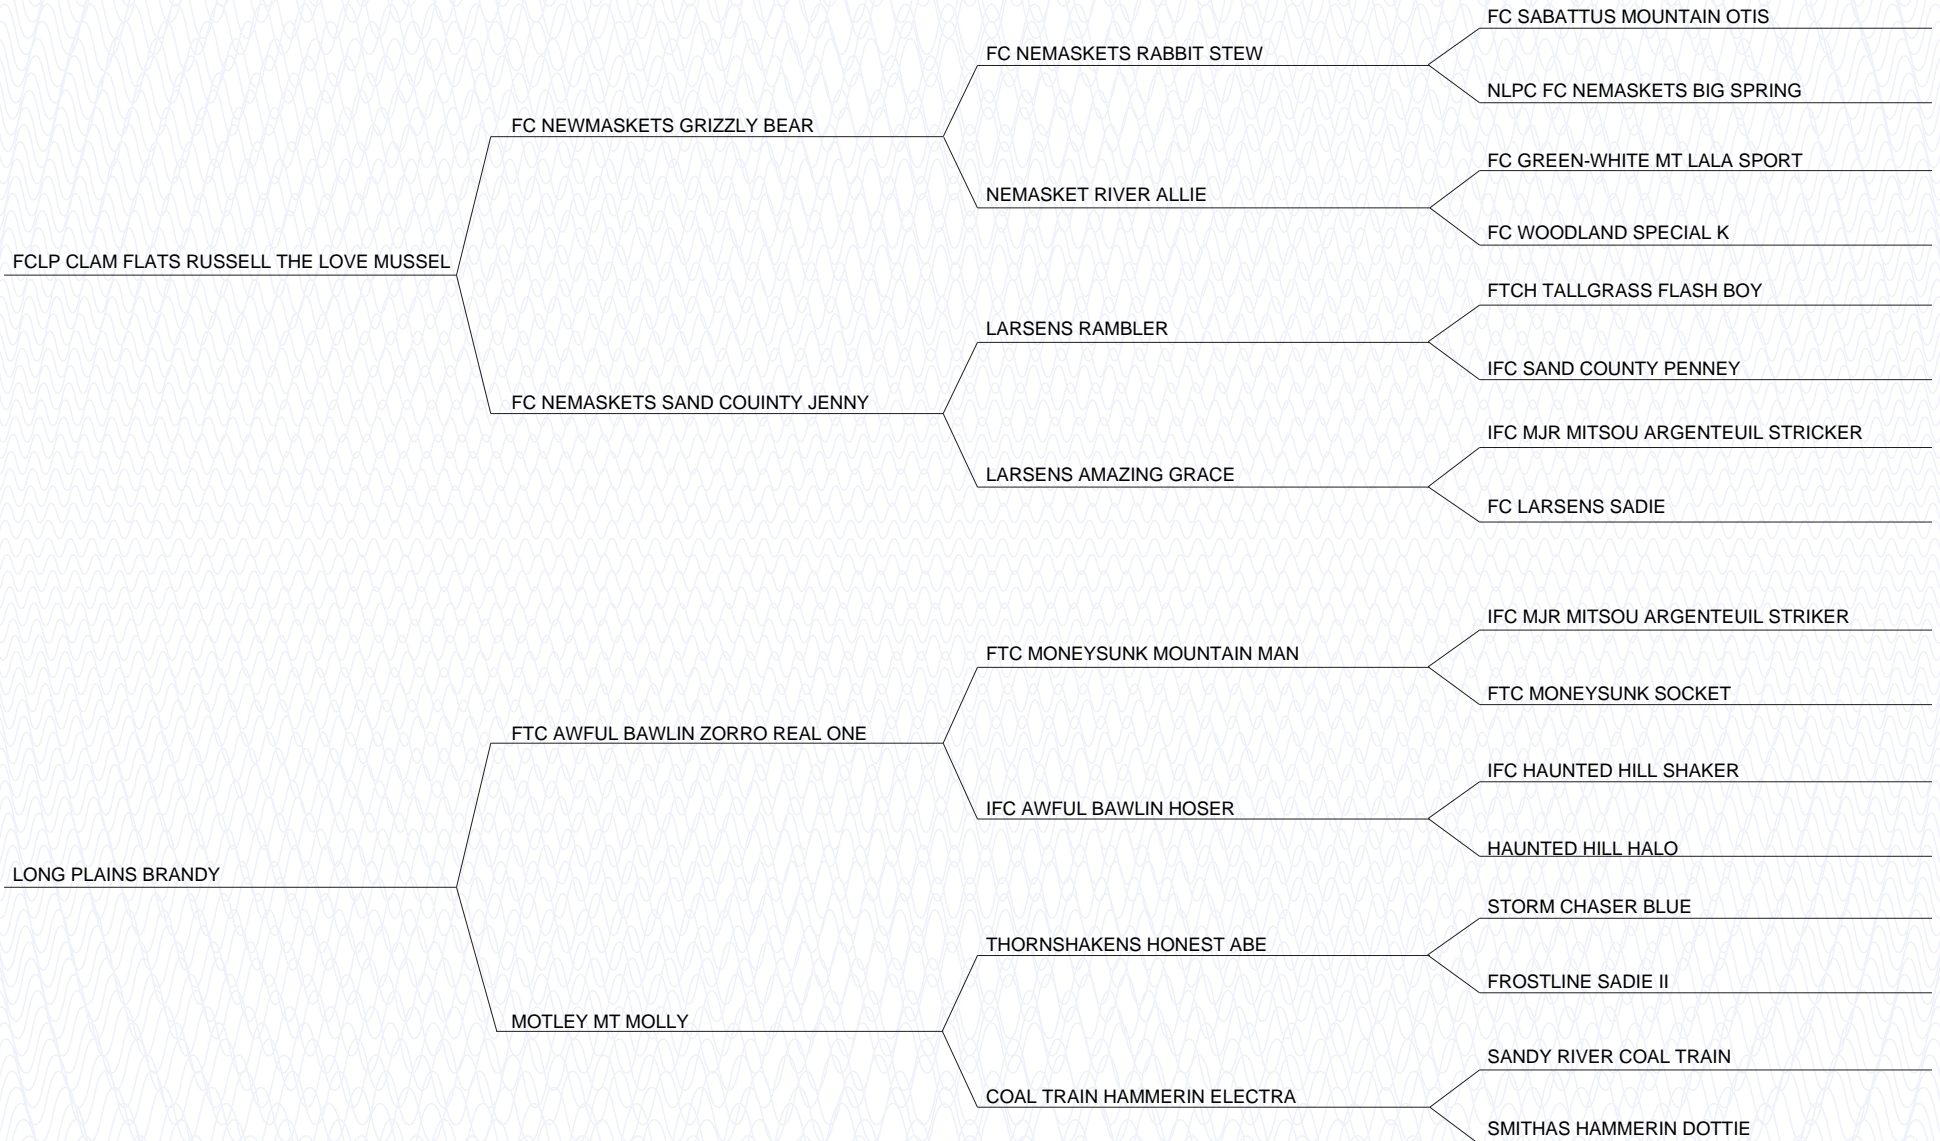 FC SABATTUS MOUNTAIN OTIS
FC NEMASKETS RABBIT STEW
NLPC FC NEMASKETS BIG SPRING
FC NEWMASKETS GRIZZLY BEAR
FC GREEN-WHITE MT LALA SPORT
NEMASKET RIVER ALLIE
FC WOODLAND SPECIAL K
FCLP CLAM FLATS RUSSELL THE LOVE MUSSEL
FTCH TALLGRASS FLASH BOY
LARSENS RAMBLER
IFC SAND COUNTY PENNEY
FC NEMASKETS SAND COUINTY JENNY
IFC MJR MITSOU ARGENTEUIL STRICKER
LARSENS AMAZING GRACE
FC LARSENS SADIE
IFC MJR MITSOU ARGENTEUIL STRIKER
FTC MONEYSUNK MOUNTAIN MAN
FTC MONEYSUNK SOCKET
FTC AWFUL BAWLIN ZORRO REAL ONE
IFC HAUNTED HILL SHAKER
IFC AWFUL BAWLIN HOSER
HAUNTED HILL HALO
LONG PLAINS BRANDY
STORM CHASER BLUE
THORNSHAKENS HONEST ABE
FROSTLINE SADIE II
MOTLEY MT MOLLY
SANDY RIVER COAL TRAIN
COAL TRAIN HAMMERIN ELECTRA
SMITHAS HAMMERIN DOTTIE